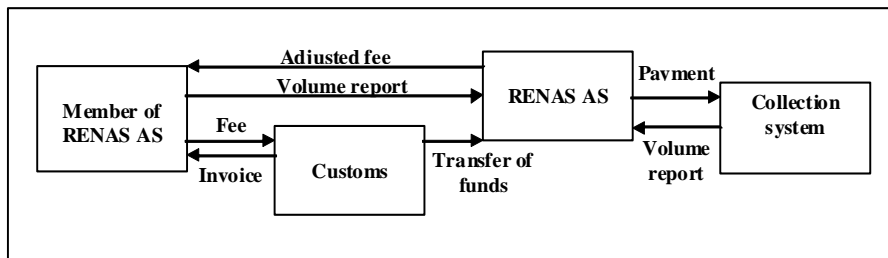 Adjusted fee
Volume report
Member of
RENAS AS
Fee
Invoice
Customs
Transfer of
funds
RENAS AS
Payment
Collection
system
Volume
report